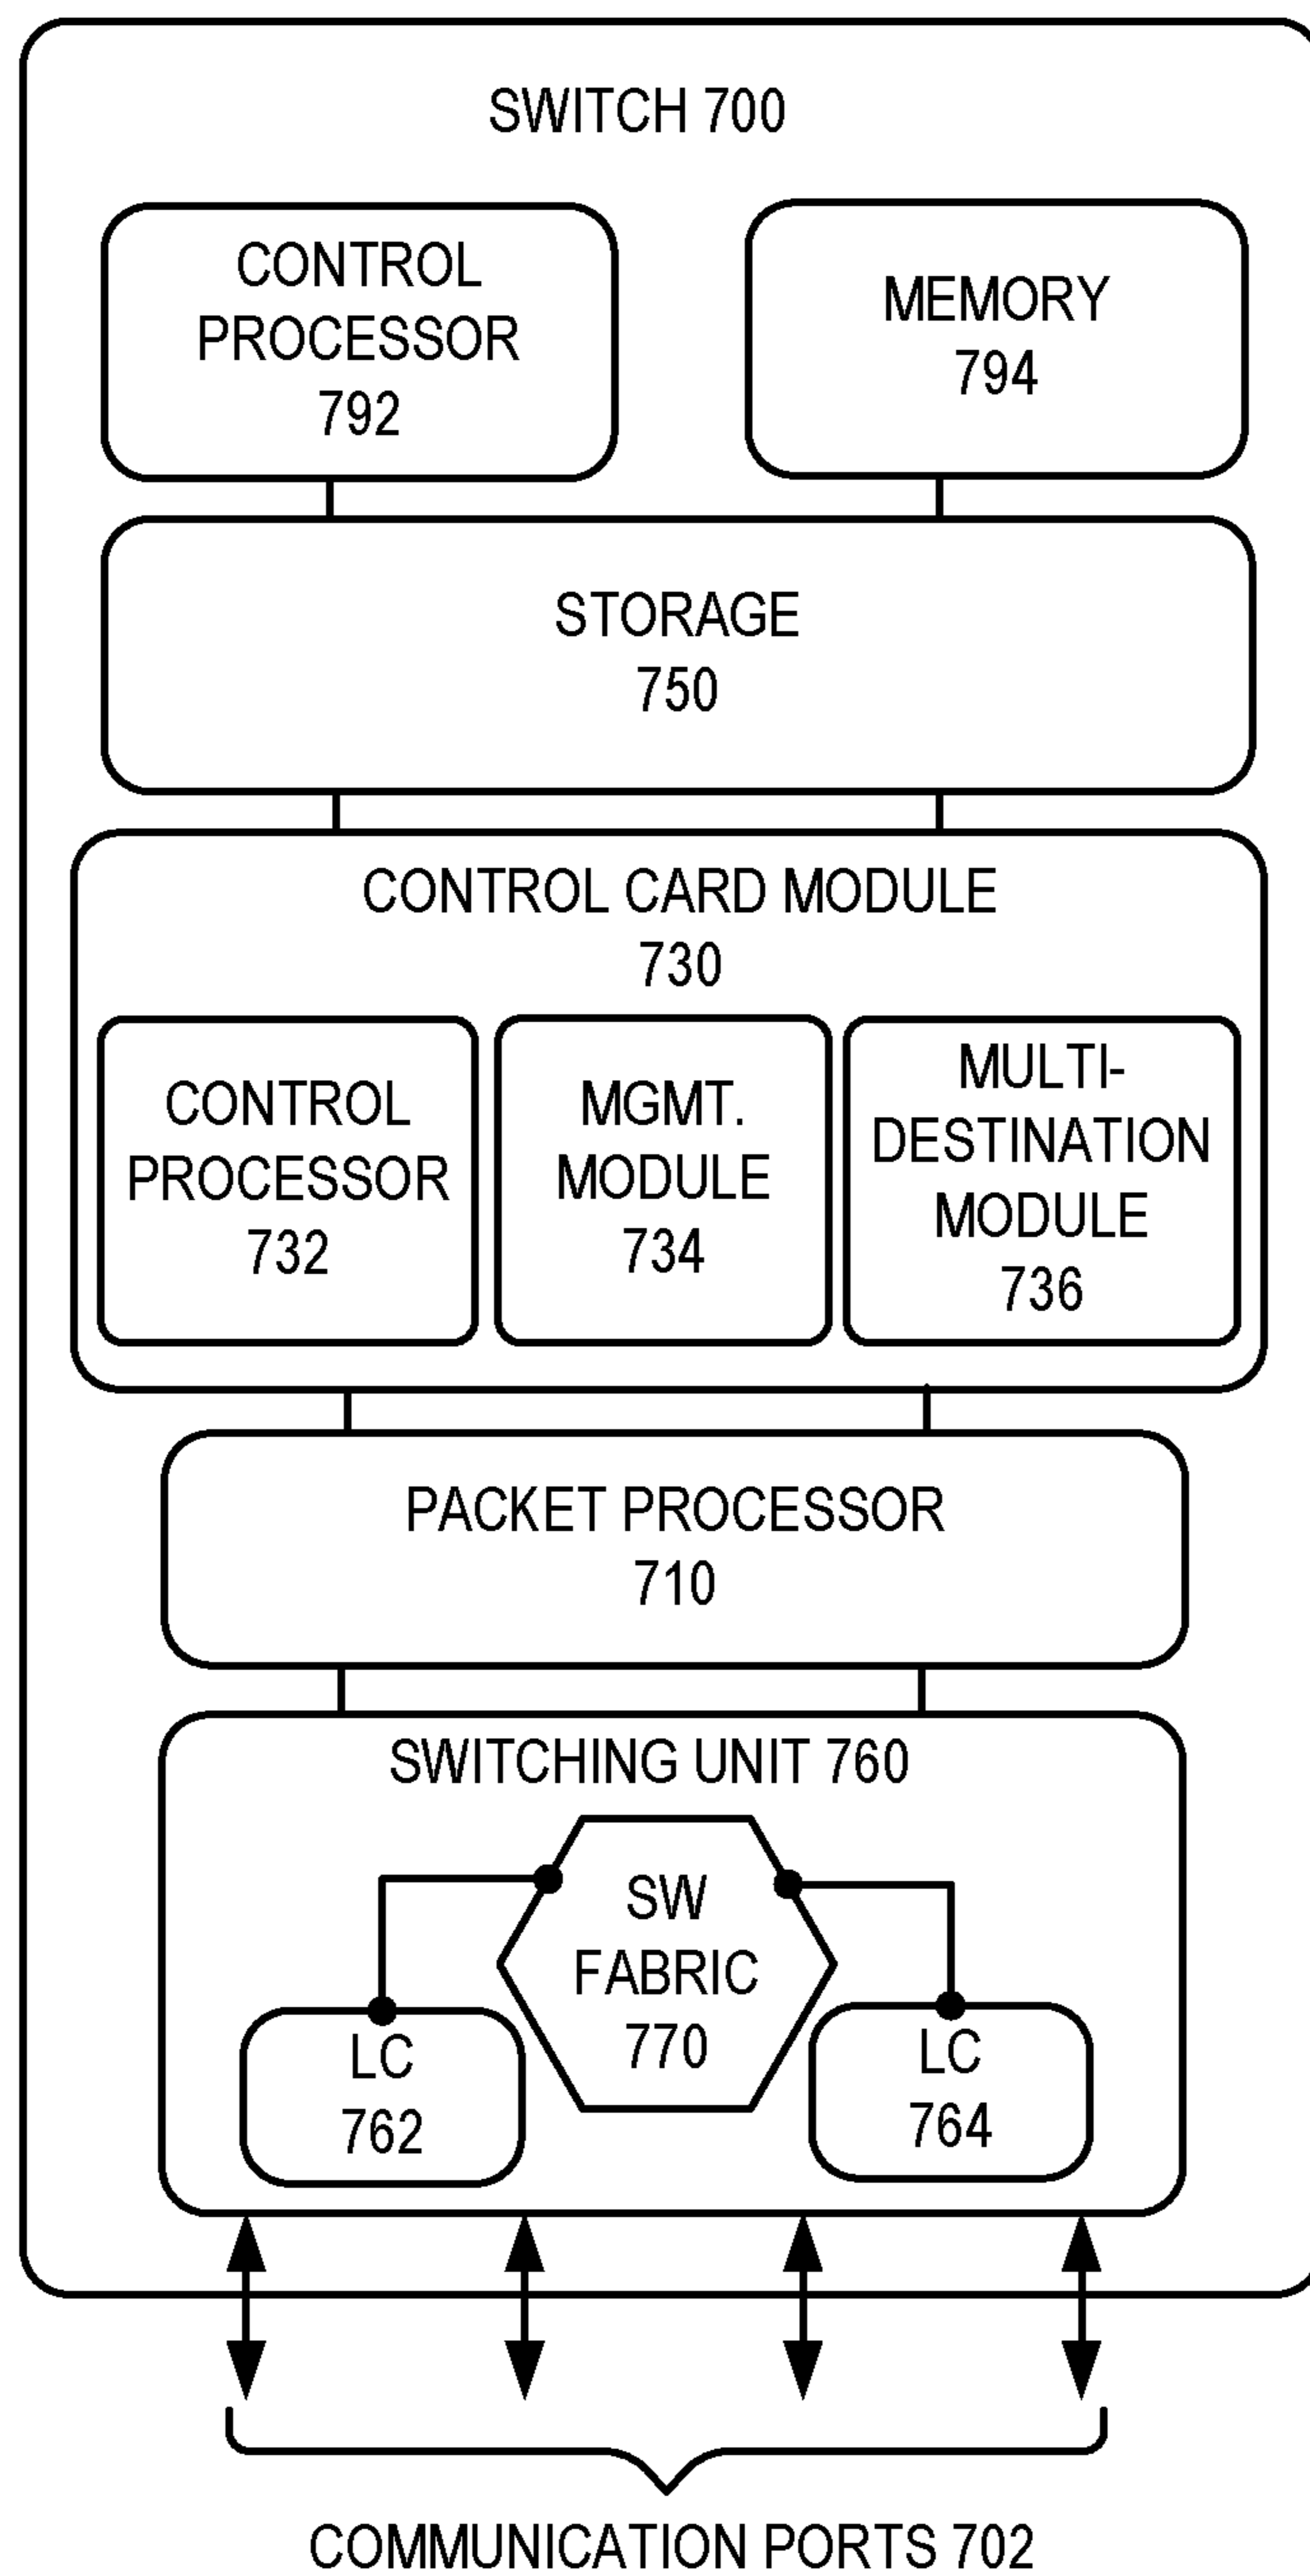 SWITCH 700
CONTROL
PROCESSOR
792
MEMORY
794
STORAGE
750
CONTROL CARD MODULE
730
CONTROL
PROCESSOR
732
MGMT.
MODULE
734
MULTI-
DESTINATION
MODULE
736
PACKET PROCESSOR
710
SWITCHING UNIT 760
SW
FABRIC
770
LC
762
LC
764
COMMUNICATION PORTS 702